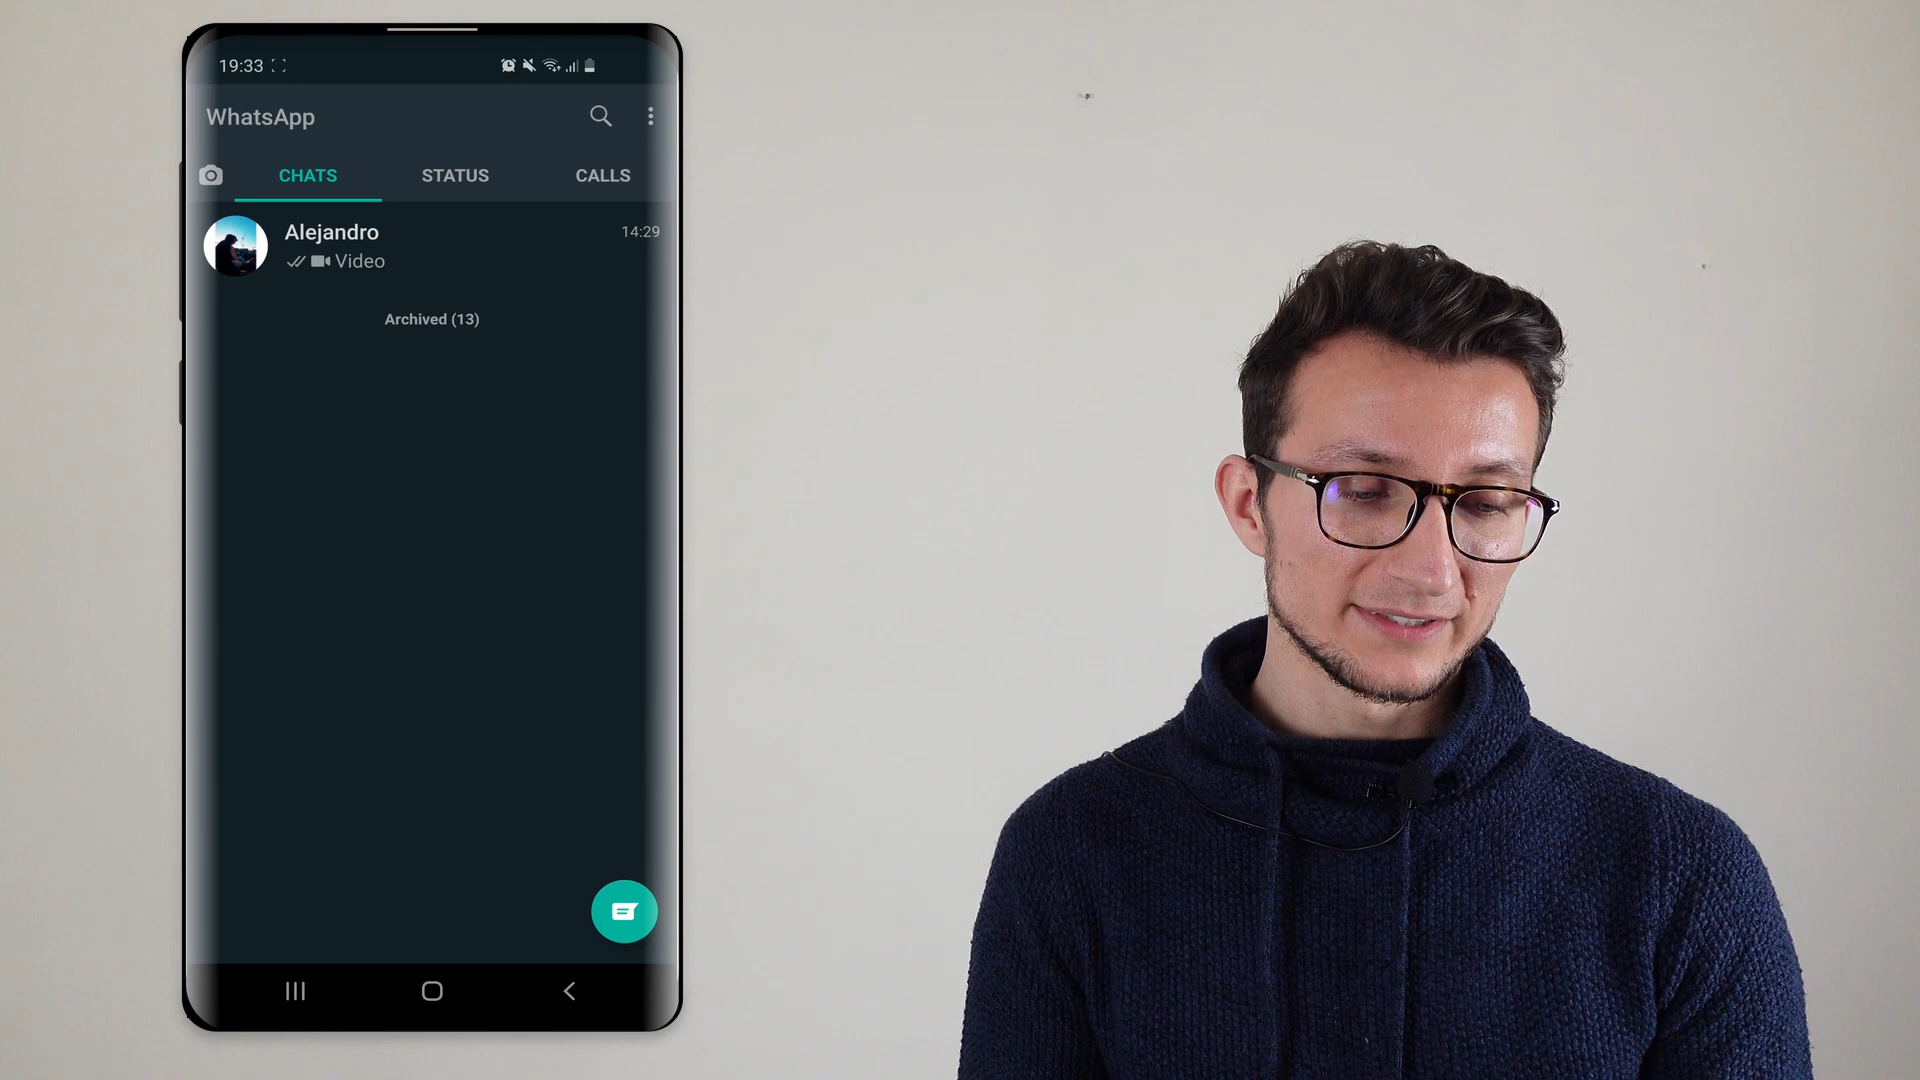 19:33
WhatsApp
CHATS STATUS CALLS
Alejandro 14:29
Video
Archived (13)